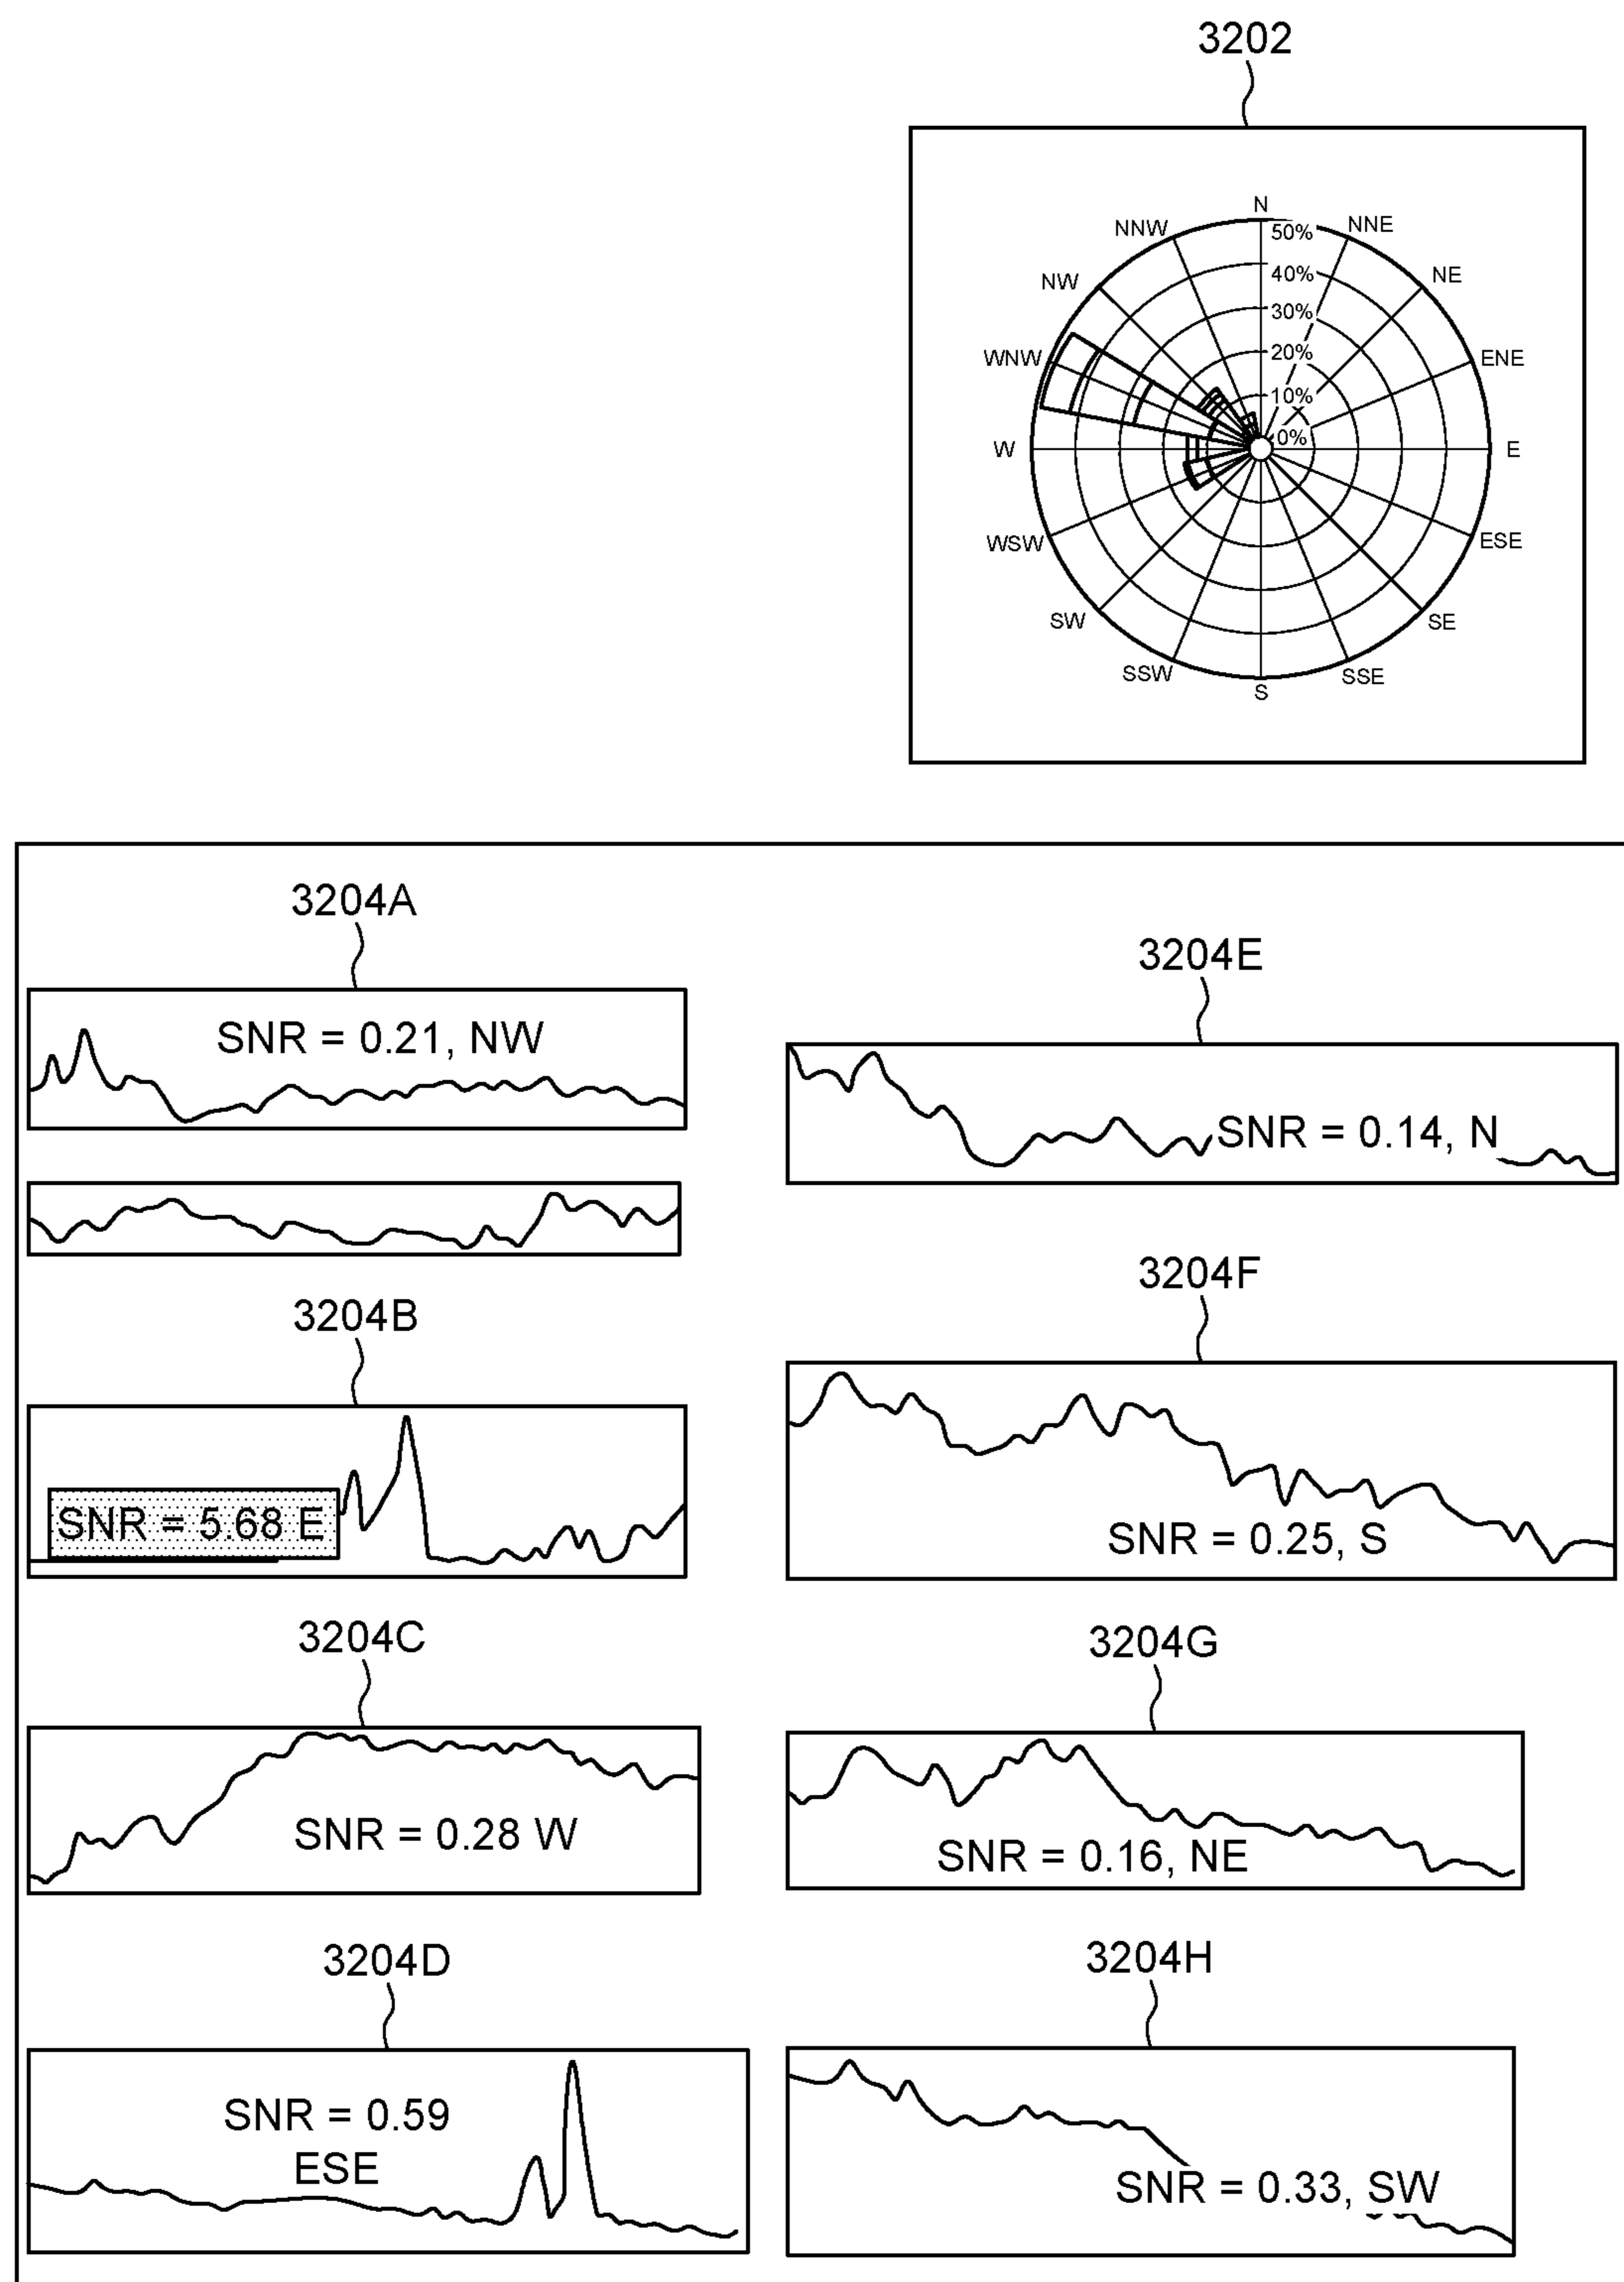 3202
N
NNW
50%
NNE
NW
40%
NE
30%
WNW
20%
ENE
10%
0%
W
E
WSW
ESE
SW
SE
SSW
SSE
S
3204A
SNR = 0.21, NW
3204E
SNR = 0.14, N
3204B
SNR = 5.68 E
3204F
SNR = 0.25, S
3204C
SNR = 0.28 W
3204G
SNR = 0.16, NE
3204D
SNR = 0.59
ESE
3204H
SNR = 0.33, SW